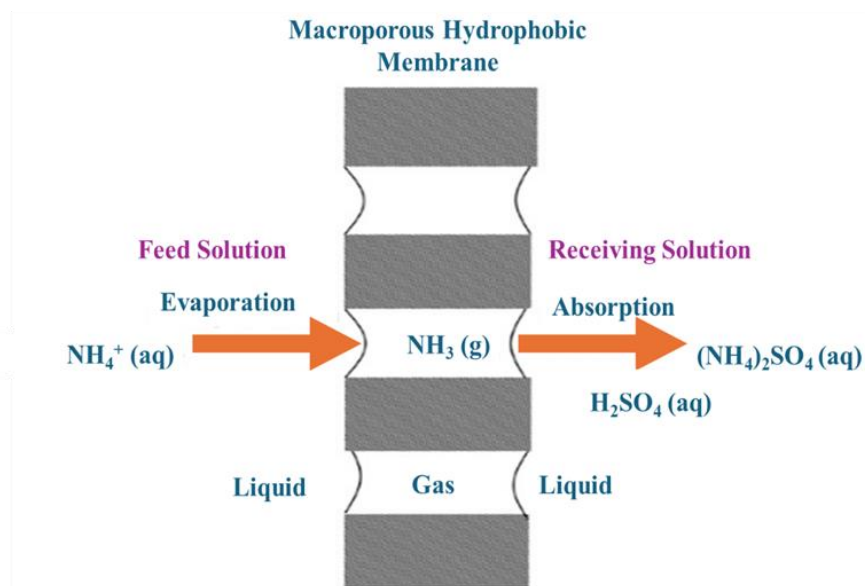 Macroporous Hydrophobic
Membrane
Feed Solution
Receiving Solution
Evaporation
Absorption
NH₄⁺ (aq)
NH₃ (g)
(NH₄)₂SO₄ (aq)
H₂SO₄ (aq)
Liquid
Gas
Liquid